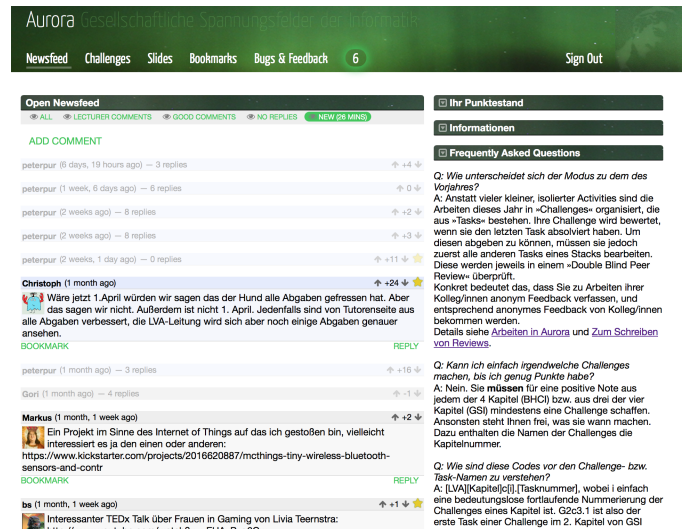 Aurora Gesellschaftliche Spannungsfelder der Informatik
Newsfeed Challenges Slides Bookmarks Bugs & Feedback 6 Sign Out
Open Newsfeed
ALL LECTURER COMMENTS GOOD COMMENTS NO REPLIES NEW (26 MINS)
ADD COMMENT
peterpur (6 days, 19 hours ago) — 3 replies +4
peterpur (1 week, 6 days ago) — 6 replies 0
peterpur (2 weeks ago) — 8 replies +2
peterpur (2 weeks ago) — 6 replies +3
peterpur (2 weeks, 1 day ago) — 0 replies +11
Christoph (1 month ago) +24
Wäre jetzt 1.April würden wir sagen das der Hund alle Abgaben gefressen hat. Aber
das sagen wir nicht. Außerdem ist nicht 1. April. Jedenfalls sind von Tutorenseite aus
alle Abgaben verbessert, die LVA-Leitung wird sich aber noch einige Abgaben genauer
ansehen.
BOOKMARK REPLY
peterpur (1 month ago) — 3 replies +16
Gori (1 month ago) — 4 replies -1
Markus (1 month, 1 week ago) +2
Ein Projekt im Sinne des Internet of Things auf das ich gestoßen bin, vielleicht
interessiert es ja den einen oder anderen:
https://www.kickstarter.com/projects/2016620887/mcthings-tiny-wireless-bluetooth-
sensors-and-contr
BOOKMARK REPLY
bs (1 month, 1 week ago) +1
Interessanter TEDx Talk über Frauen in Gaming von Livia Teernstra:
Ihr Punktestand
Informationen
Frequently Asked Questions
Q: Wie unterscheidet sich der Modus zu dem des
Vorjahres?
A: Anstatt vieler kleiner, isolierter Activities sind die
Arbeiten dieses Jahr in »Challenges« organisiert, die
aus »Tasks« bestehen. Ihre Challenge wird bewertet,
wenn sie den letzten Task absolviert haben. Um
diesen abgeben zu können, müssen sie jedoch
zuerst alle anderen Tasks eines Stacks bearbeiten.
Diese werden jeweils in einem »Double Blind Peer
Review« überprüft.
Konkret bedeutet das, dass Sie zu Arbeiten ihrer
Kolleg/innen anonym Feedback verfassen, und
entsprechend anonymes Feedback von Kolleg/innen
bekommen werden.
Details siehe Arbeiten in Aurora und Zum Schreiben
von Reviews.
Q: Kann ich einfach irgendwelche Challenges
machen, bis ich genug Punkte habe?
A: Nein. Sie müssen für eine positive Note aus
jedem der 4 Kapitel (BHCI) bzw. aus drei der vier
Kapitel (GSI) mindestens eine Challenge schaffen.
Ansonsten steht Ihnen frei, was sie wann machen.
Dazu enthalten die Namen der Challenges die
Kapitelnummer.
Q: Wie sind diese Codes vor den Challenge- bzw.
Task-Namen zu verstehen?
A: [LVA][Kapitel]c[i].[Tasknummer], wobei i einfach
eine bedeutungslose fortlaufende Nummerierung der
Challenges eines Kapitel ist. G2c3.1 ist also der
erste Task einer Challenge im 2. Kapitel von GSI